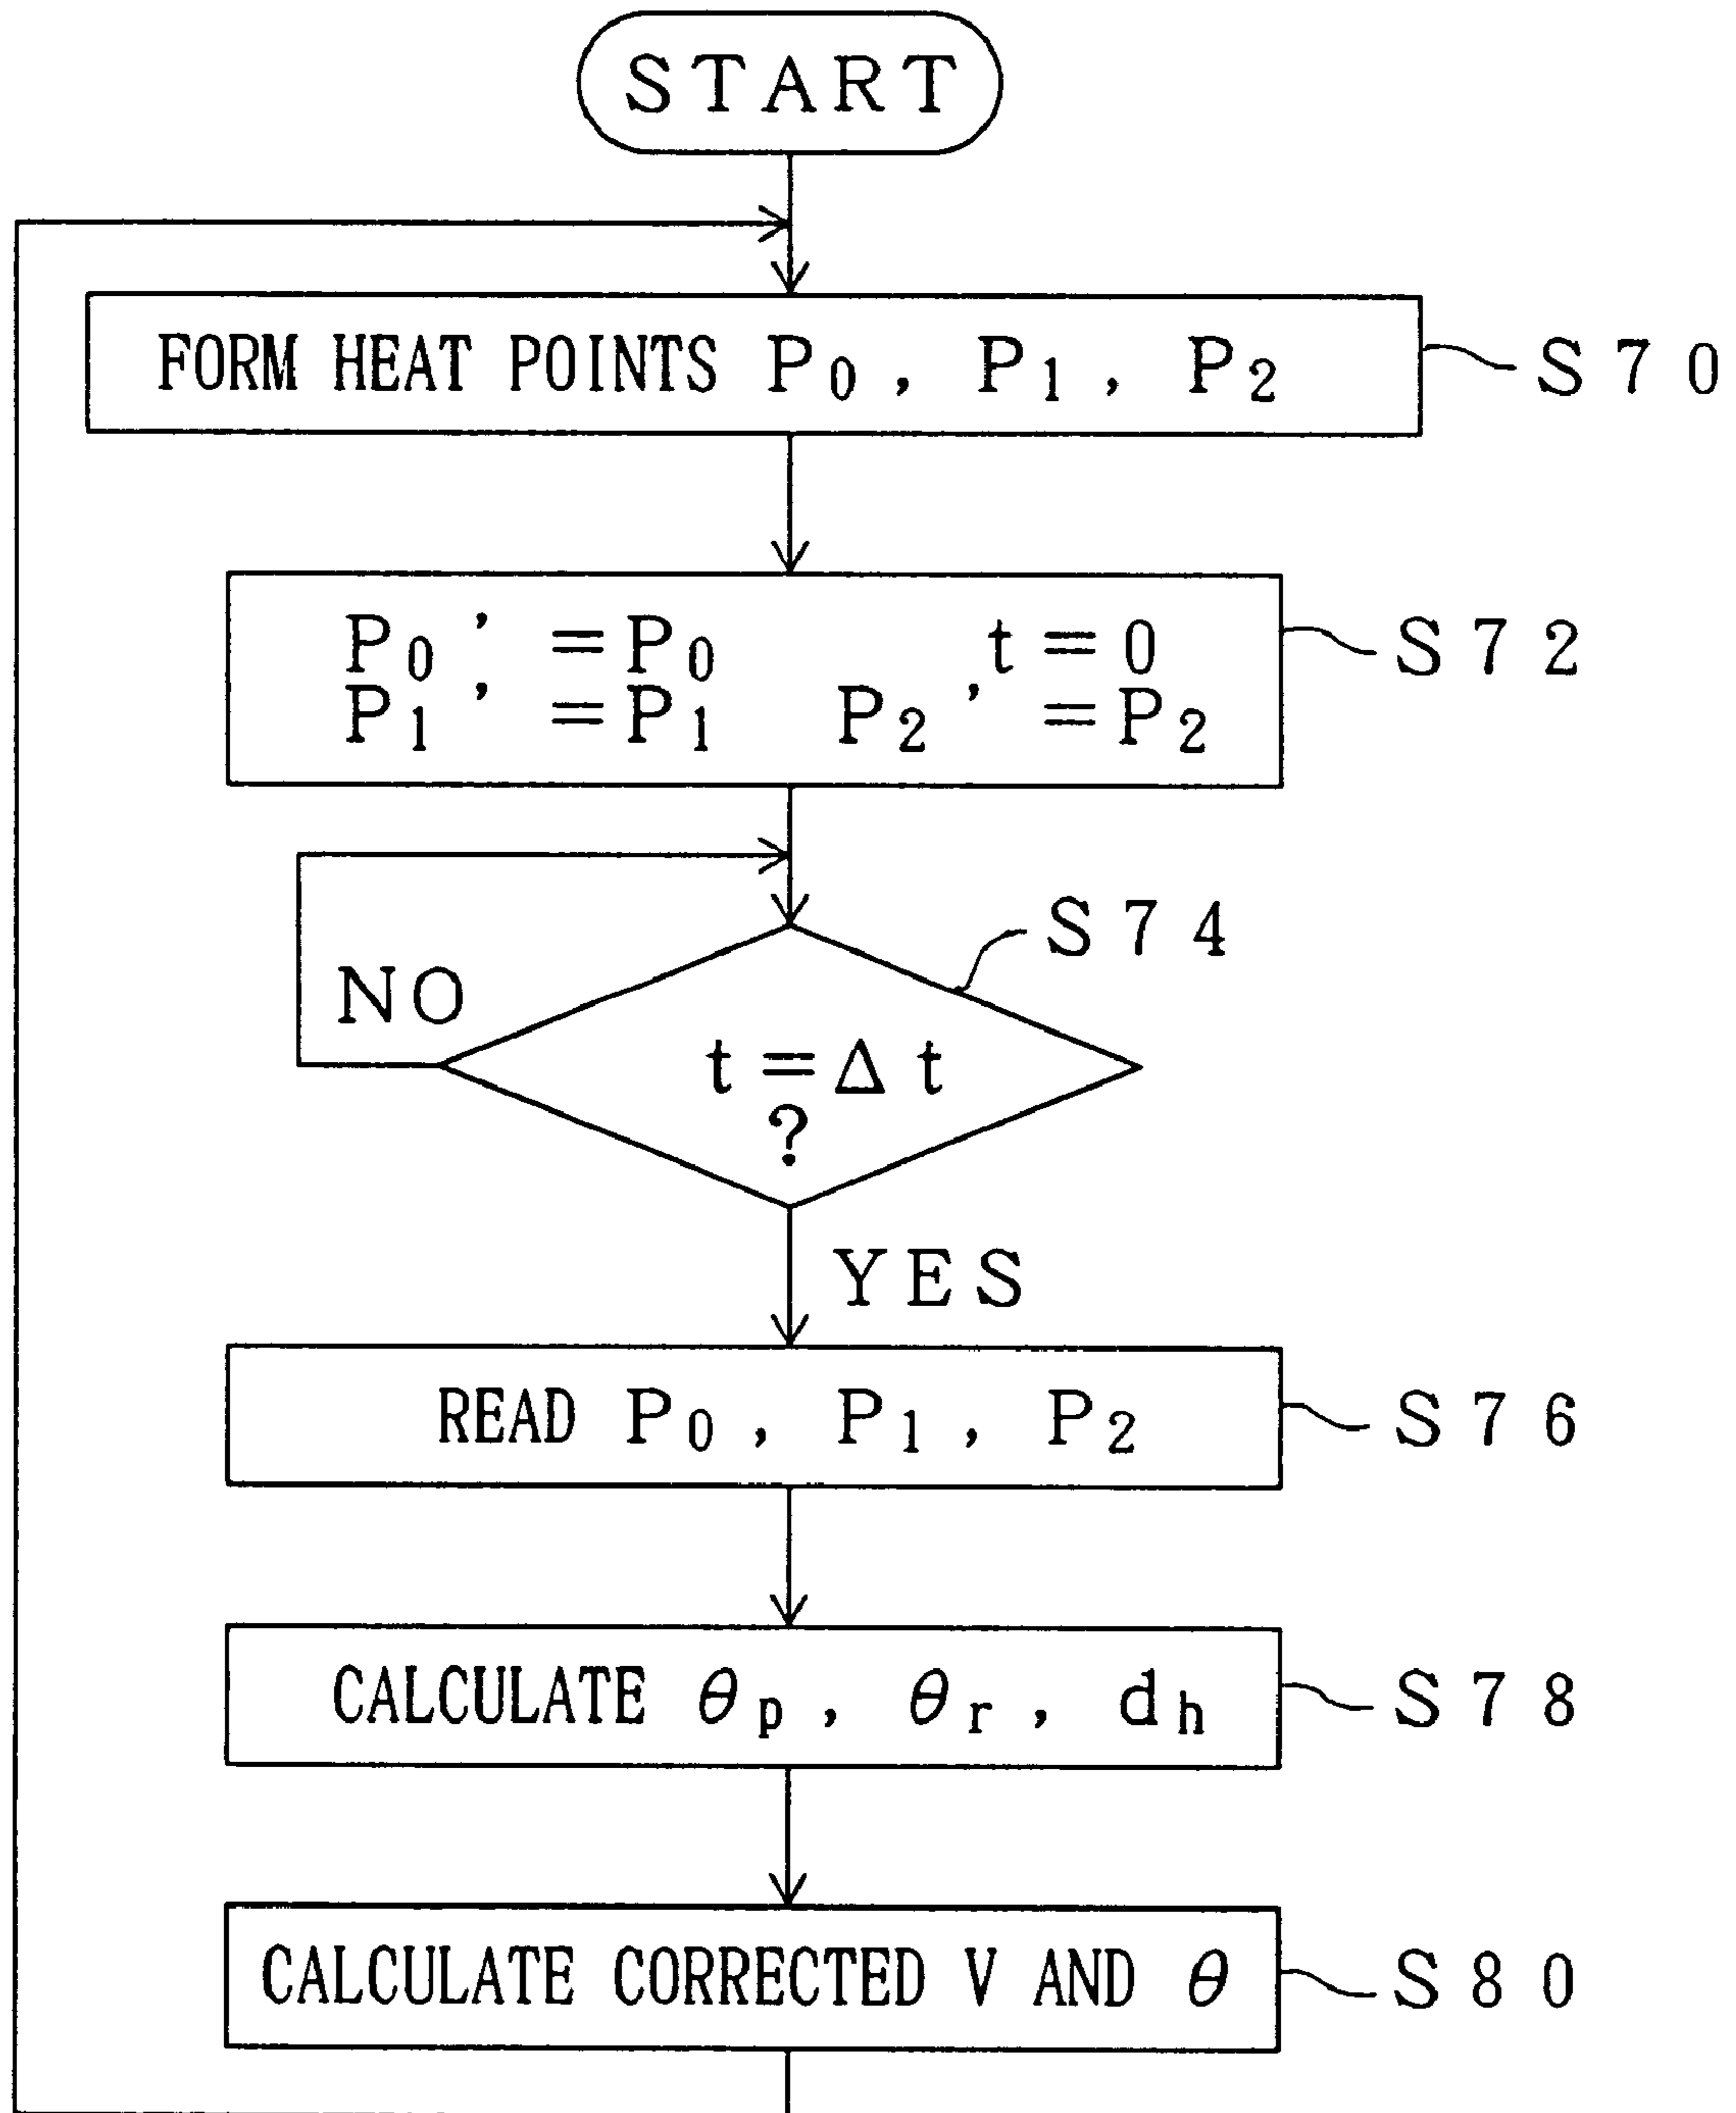 START
FORM HEAT POINTS P₀, P₁, P₂
S70
P₀' =P₀ t=0
P₁' =P₁ P₂' =P₂
S72
S74
NO
t=Δt
?
YES
READ P₀, P₁, P₂
S76
CALCULATE θₚ, θᵣ, dₕ
S78
CALCULATE CORRECTED V AND θ
S80